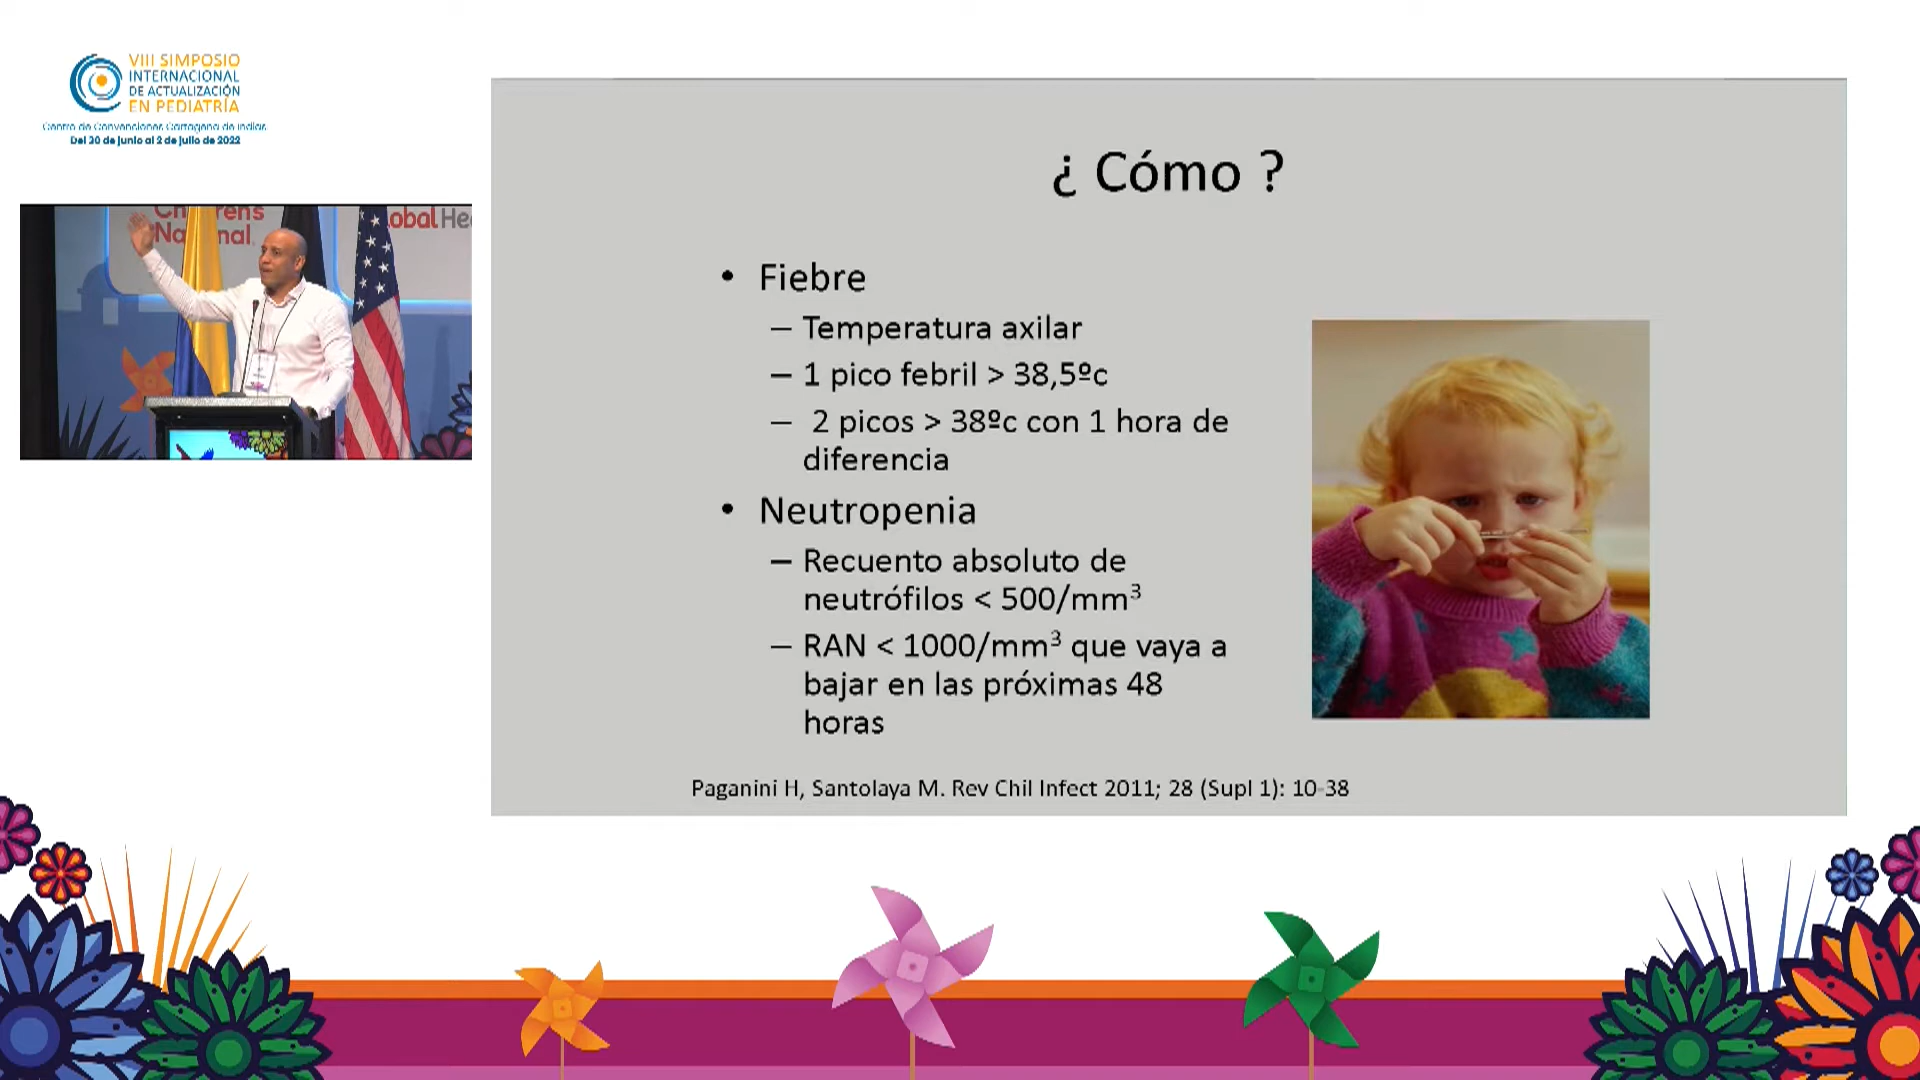 VIII SIMPOSIO
INTERNACIONAL
DE ACTUALIZACIÓN
EN PEDIATRÍA
Centro de Convenciones Cartagena de Indias
Del 30 de junio al 2 de julio de 2022
¿ Cómo ?
• Fiebre
– Temperatura axilar
– 1 pico febril > 38,5ºc
– 2 picos > 38ºc con 1 hora de
diferencia
• Neutropenia
– Recuento absoluto de
neutrófilos < 500/mm³
– RAN < 1000/mm³ que vaya a
bajar en las próximas 48
horas
Paganini H, Santolaya M. Rev Chil Infect 2011; 28 (Supl 1): 10-38